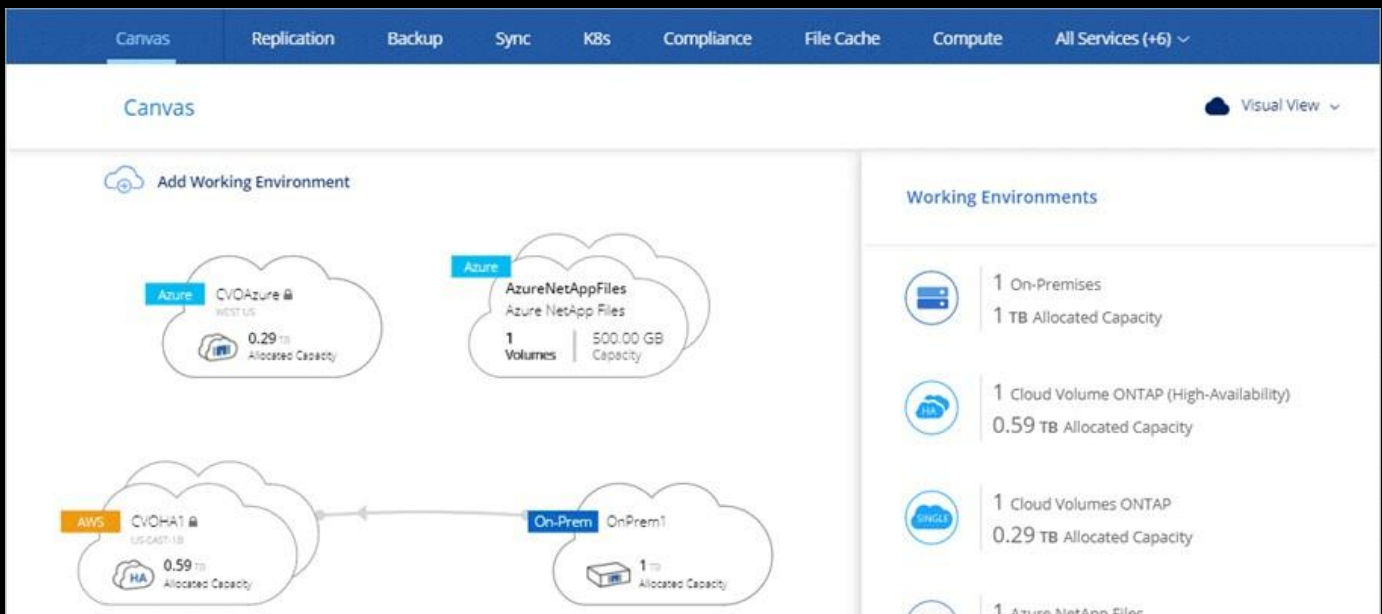 Canvas Replication Backup Sync K8s Compliance File Cache Compute All Services (+6)
Canvas
Visual View
Add Working Environment
Azure
CVOAzure
WEST US
0.29 TB
Allocated Capacity
Azure
AzureNetAppFiles
Azure NetApp Files
1 500.00 GB
Volumes Capacity
AWS
CVOHA1
US-EAST-1B
HA
0.59 TB
Allocated Capacity
On-Prem
OnPrem1
1 TB
Allocated Capacity
Working Environments
1 On-Premises
1 TB Allocated Capacity
HA
1 Cloud Volume ONTAP (High-Availability)
0.59 TB Allocated Capacity
SINGLE
1 Cloud Volumes ONTAP
0.29 TB Allocated Capacity
1 Azure NetApp Files